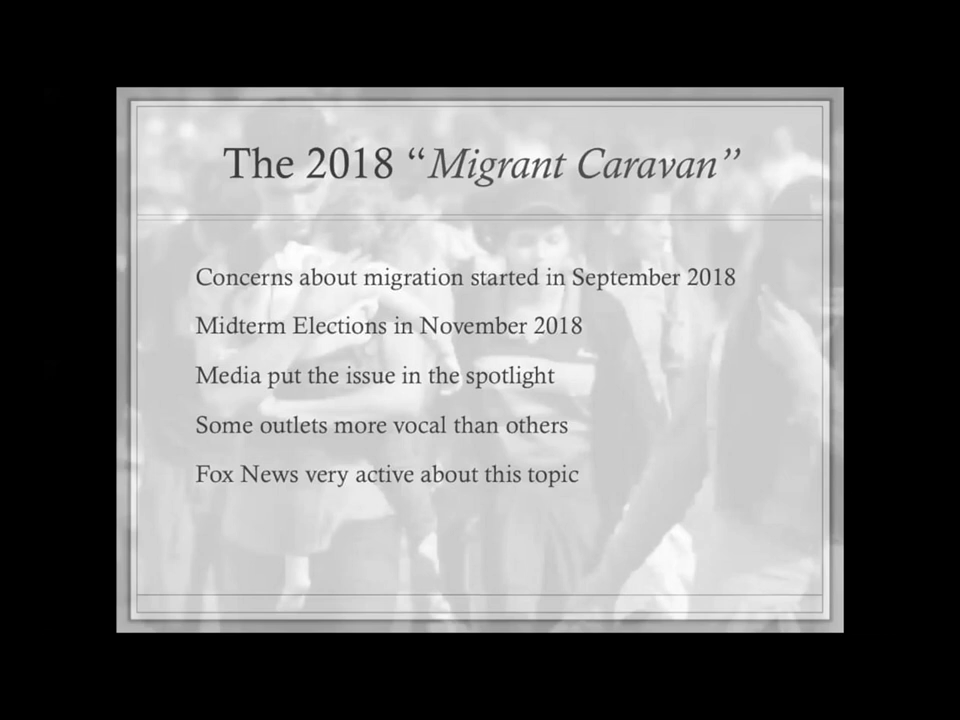 The 2018 “Migrant Caravan”
Concerns about migration started in September 2018
Midterm Elections in November 2018
Media put the issue in the spotlight
Some outlets more vocal than others
Fox News very active about this topic